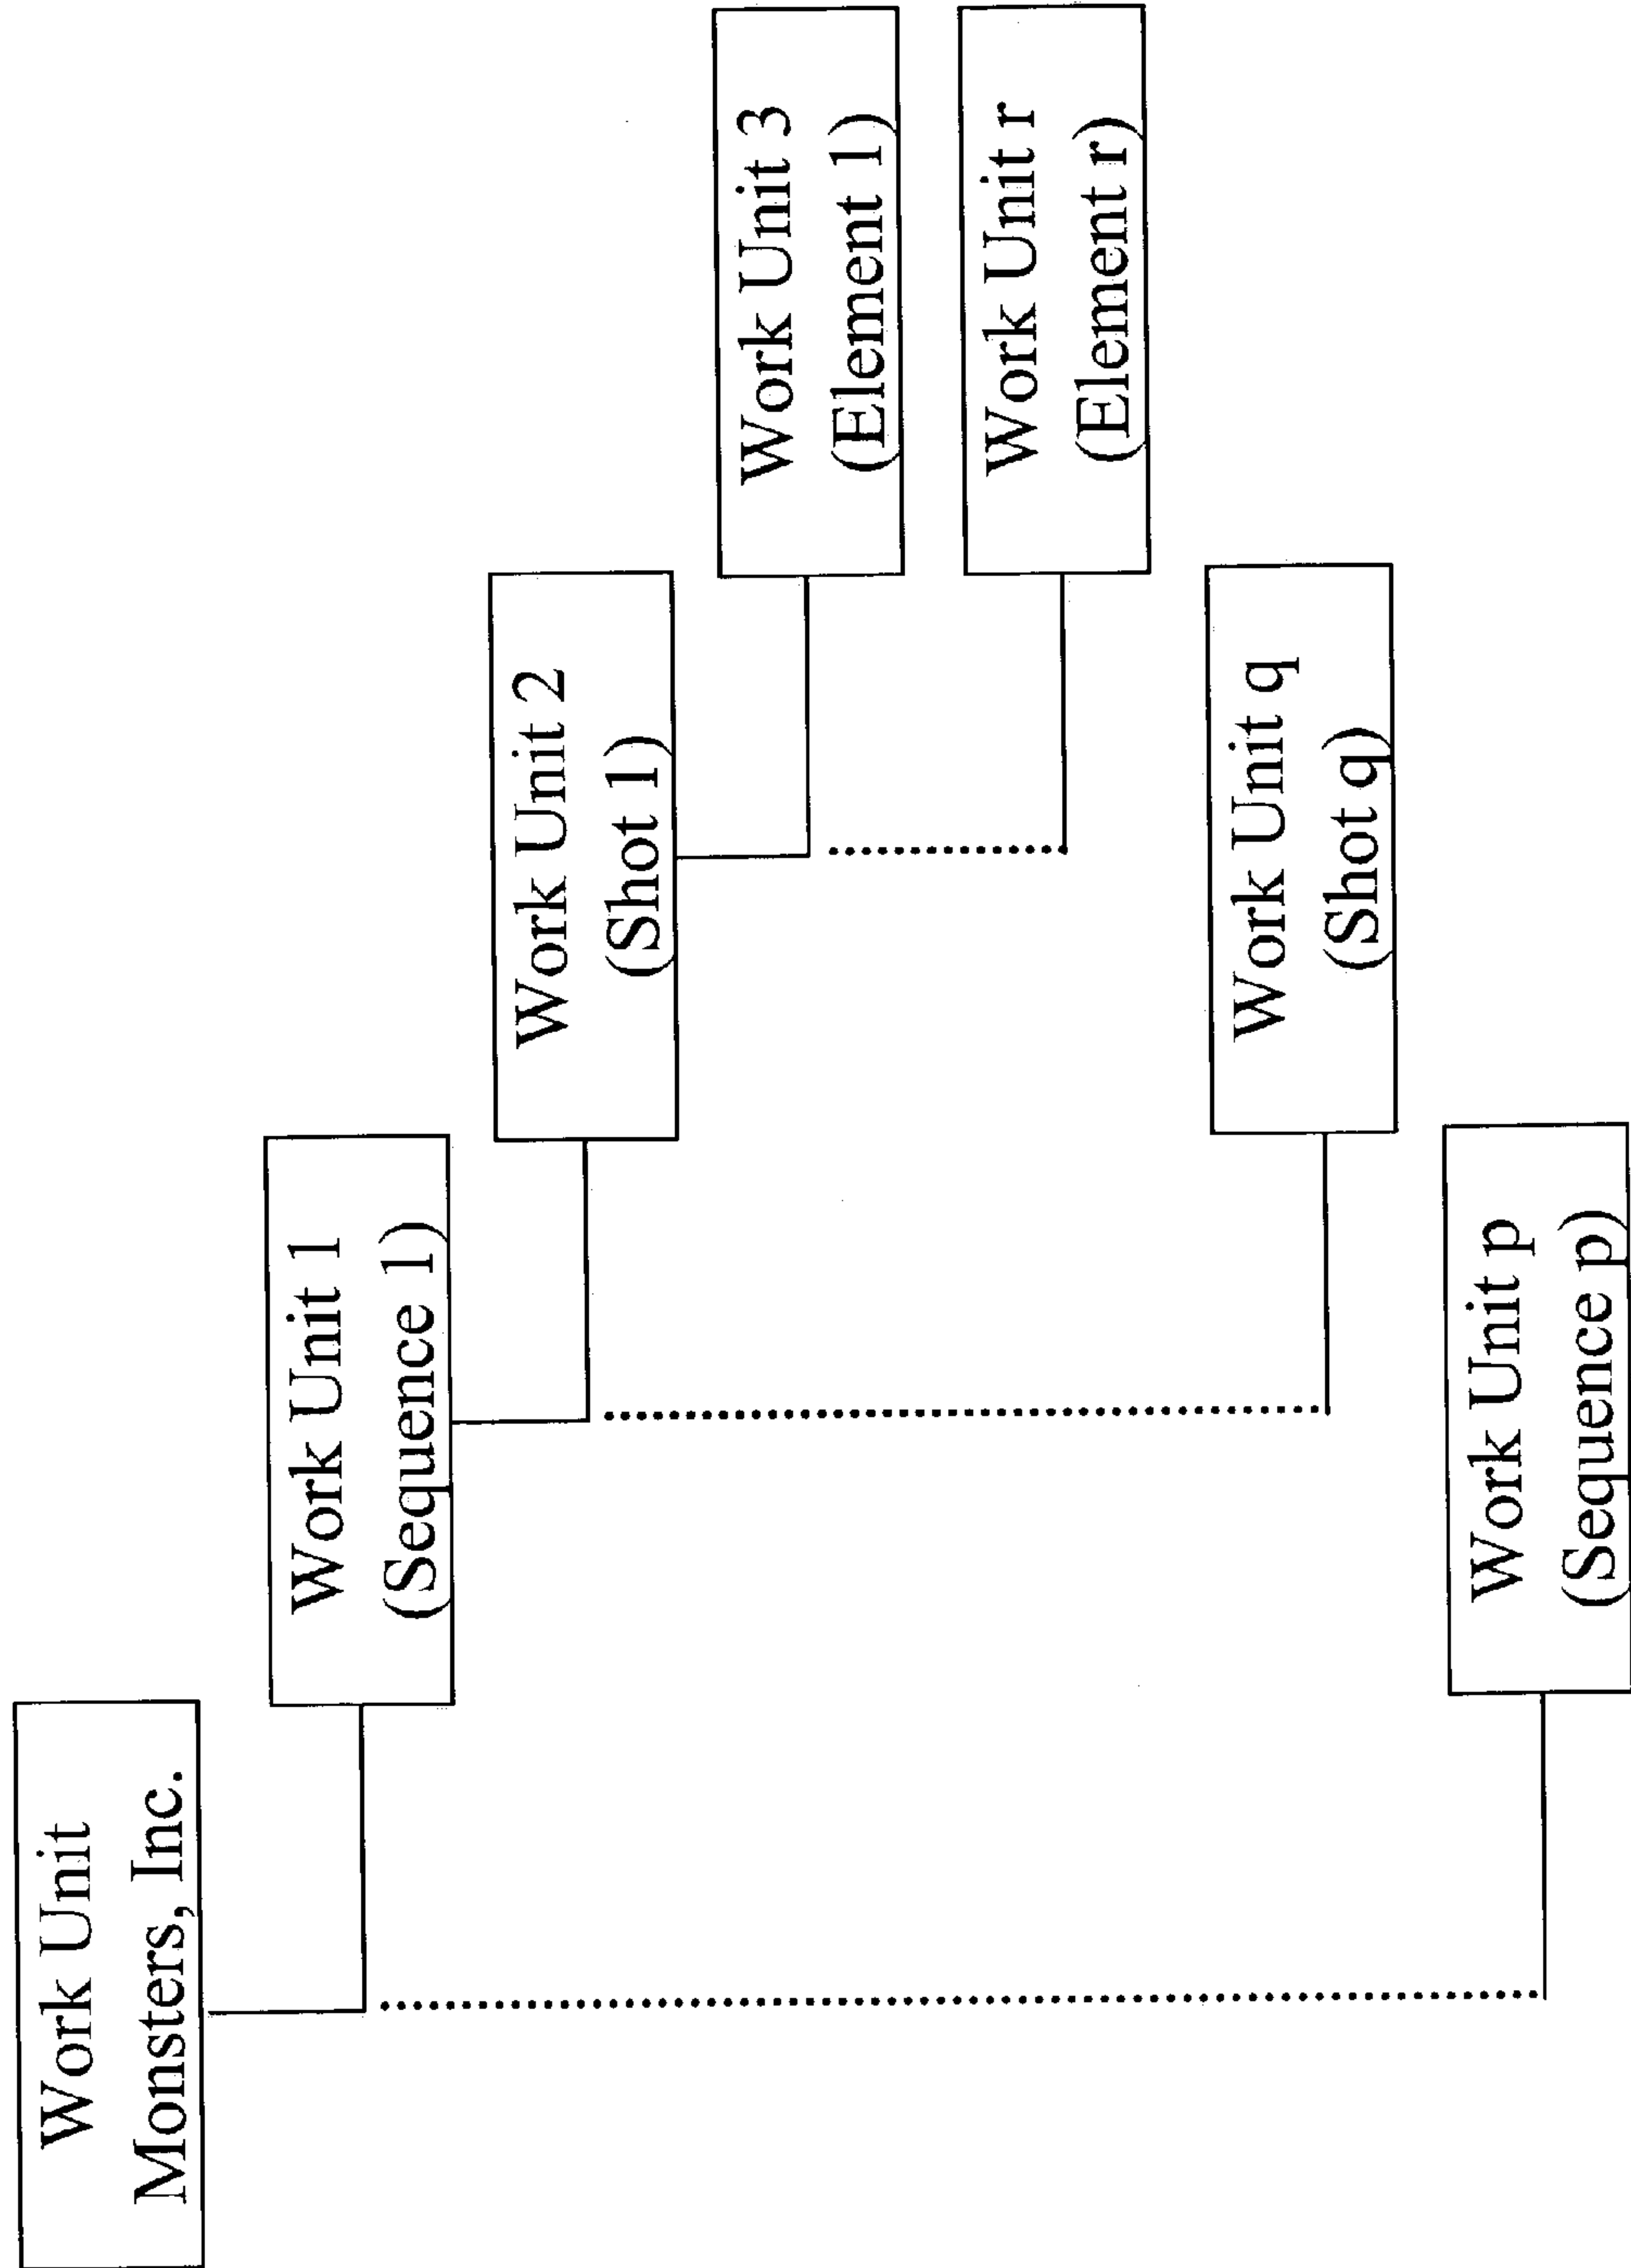 Work Unit
Monsters, Inc.
Work Unit 1
(Sequence 1)
Work Unit 2
(Shot 1)
Work Unit 3
(Element 1)
Work Unit r
(Element r)
Work Unit q
(Shot q)
Work Unit p
(Sequence p)